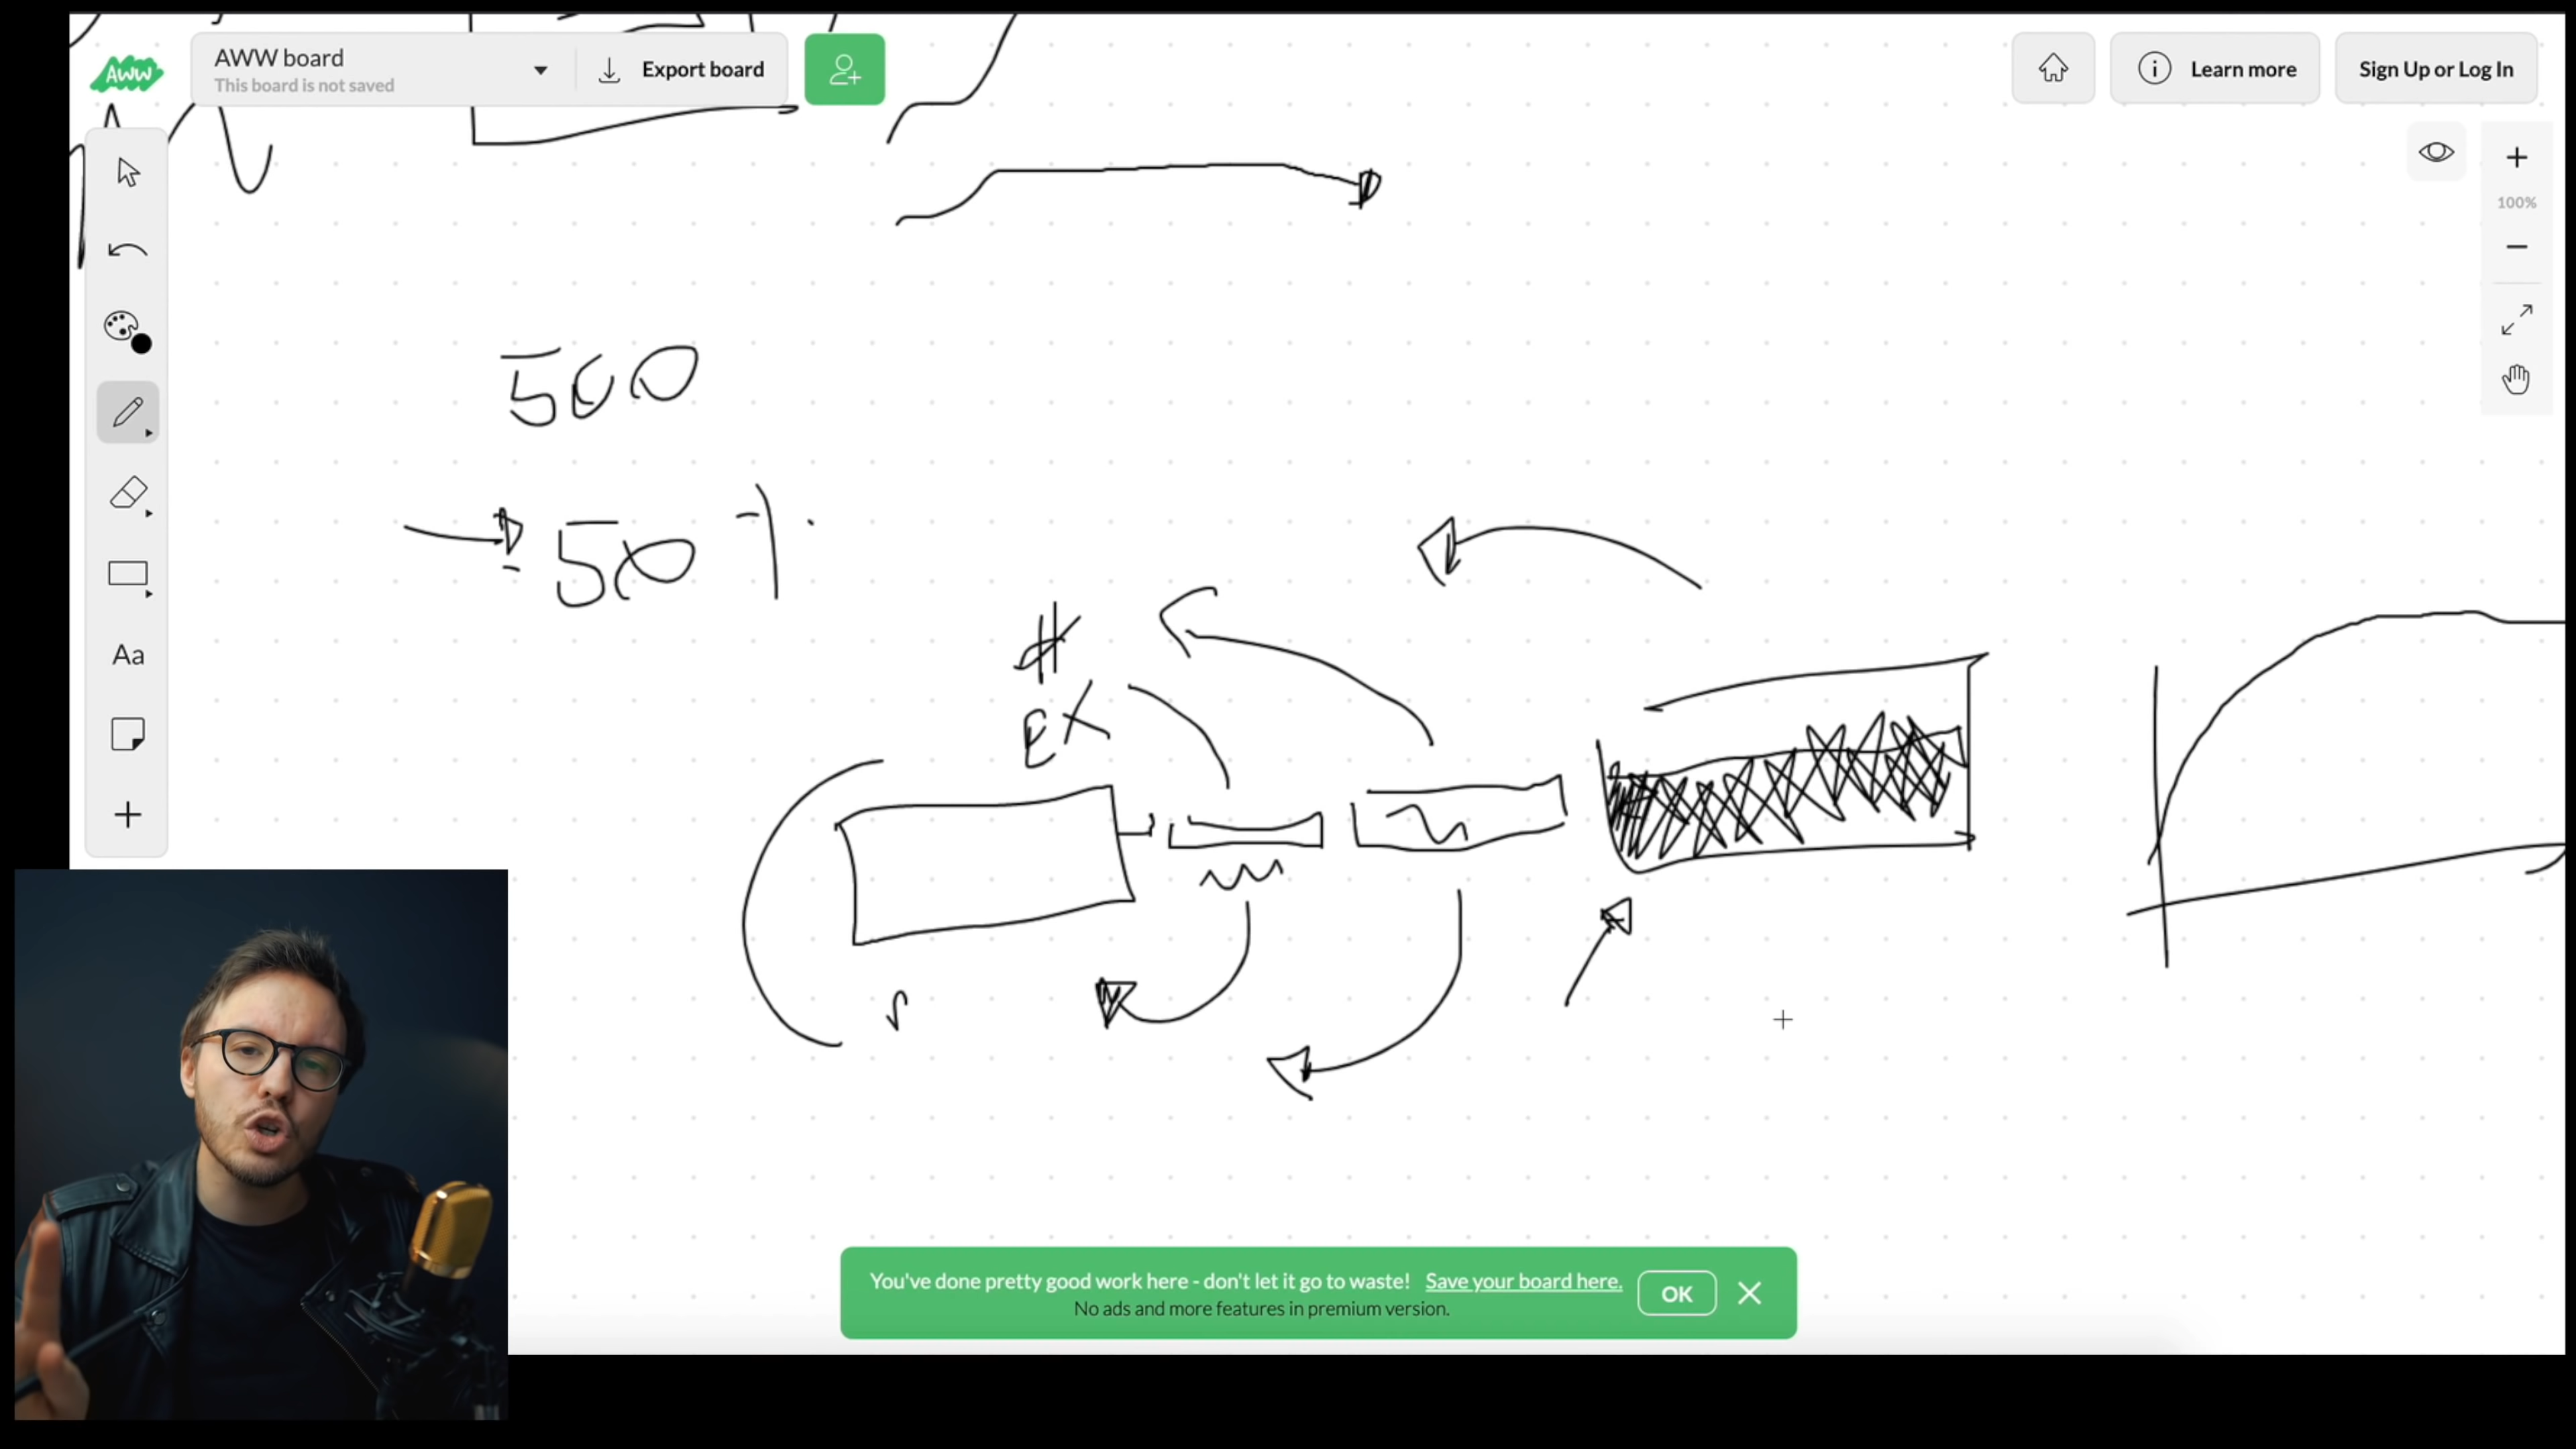 AWW
AWW board
This board is not saved
Export board
Learn more
Sign Up or Log In
100%
500
50
Aa
EX
You've done pretty good work here - don't let it go to waste! Save your board here.
OK
No ads and more features in premium version.